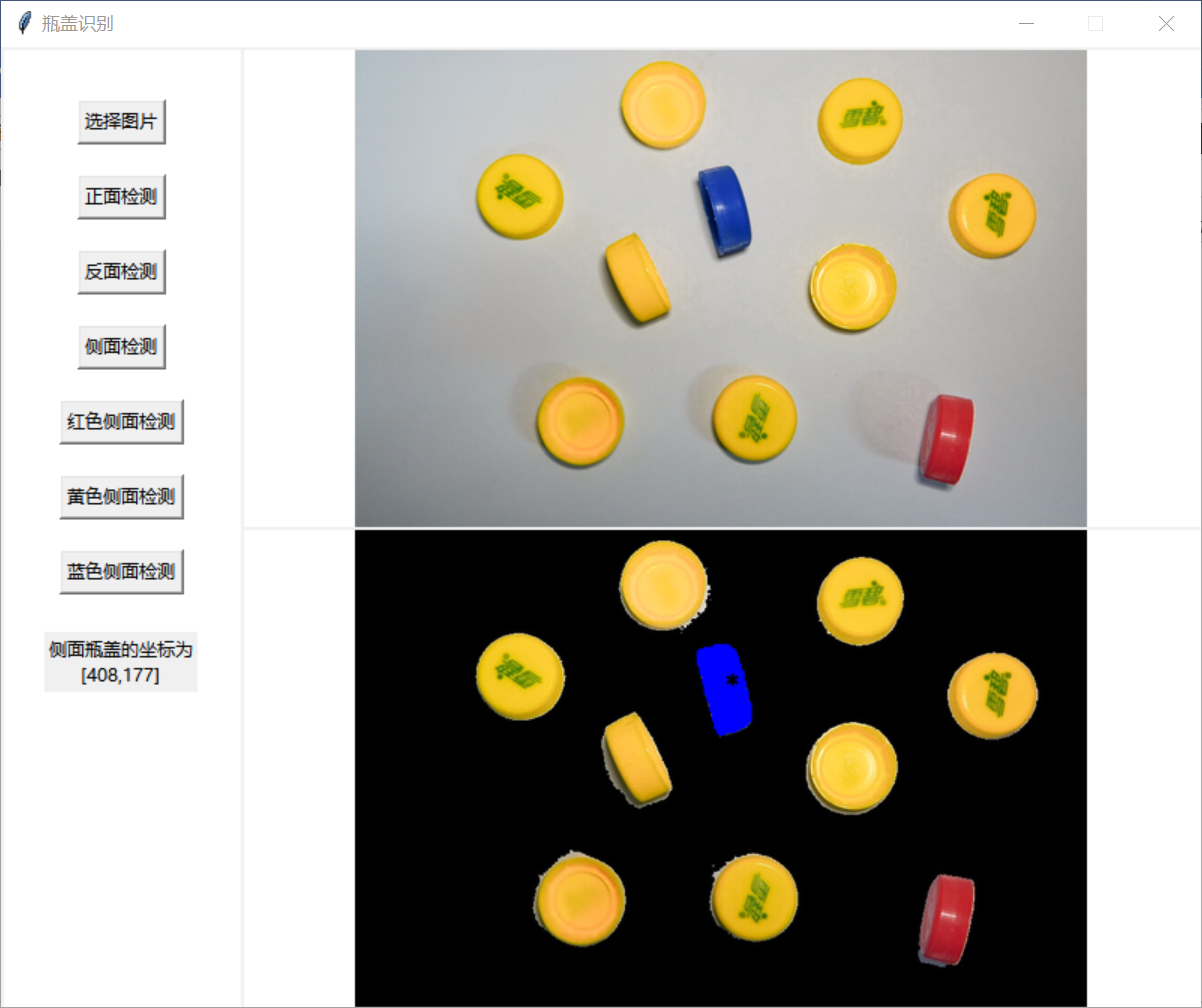 瓶盖识别
选择图片
正面检测
反面检测
侧面检测
红色侧面检测
黄色侧面检测
蓝色侧面检测
侧面瓶盖的坐标为
[408,177]